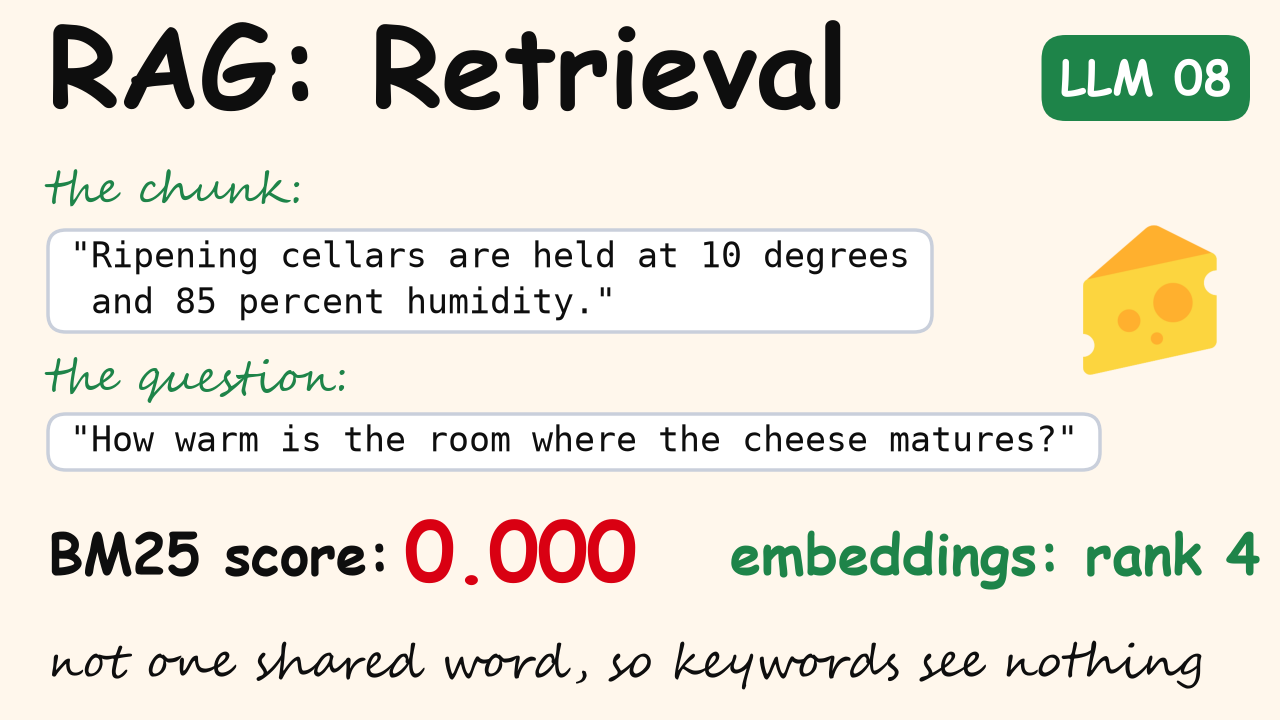 RAG: Retrieval
LLM 08
the chunk:
"Ripening cellars are held at 10 degrees
and 85 percent humidity."
the question:
"How warm is the room where the cheese matures?"
BM25 score: 0.000
embeddings: rank 4
not one shared word, so keywords see nothing